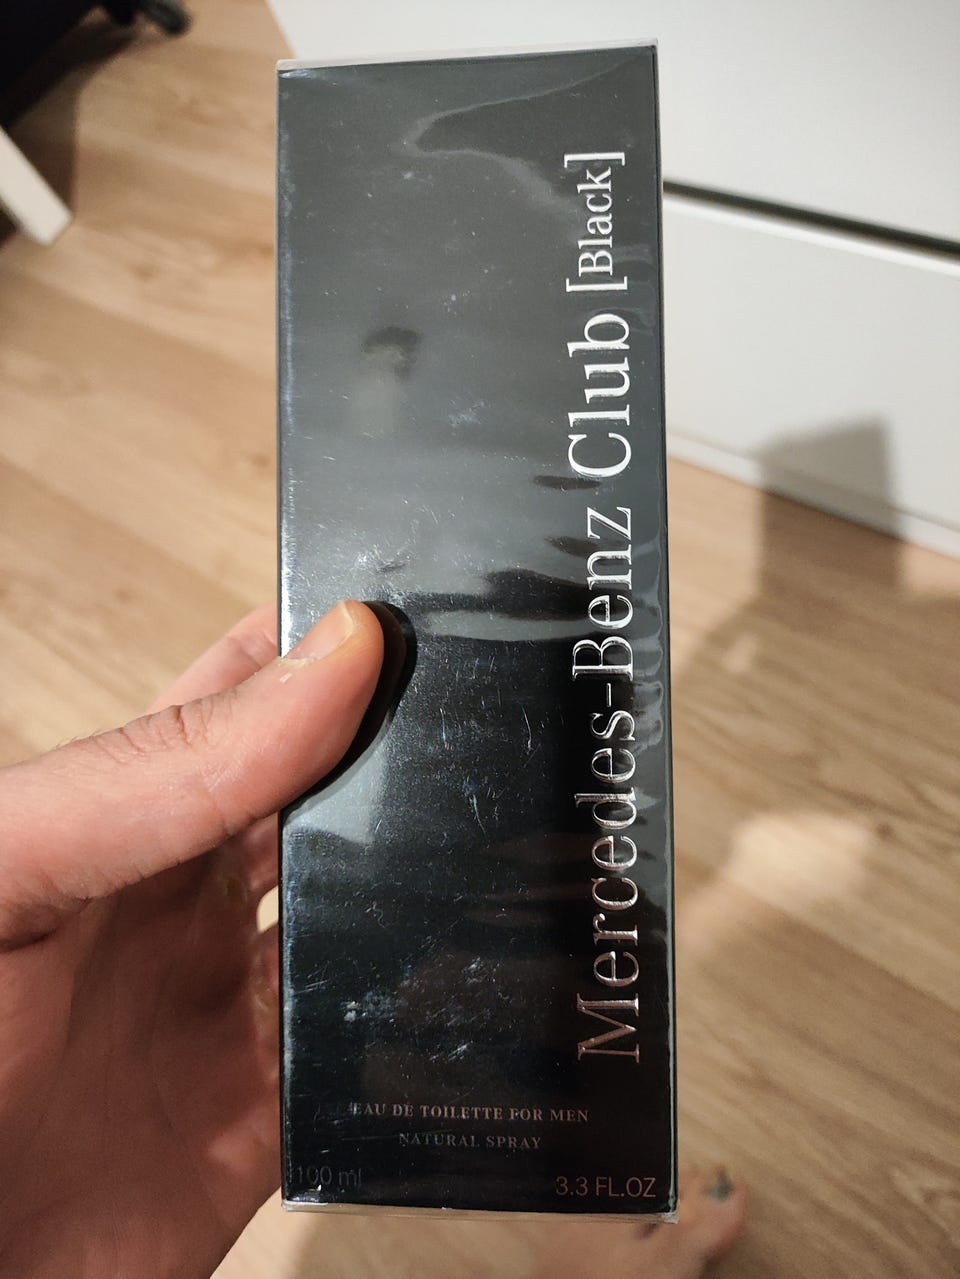 Mercedes-Benz Club [Black]
EAU DE TOILETTE FOR MEN
NATURAL SPRAY
100 ml
3.3 FL.OZ